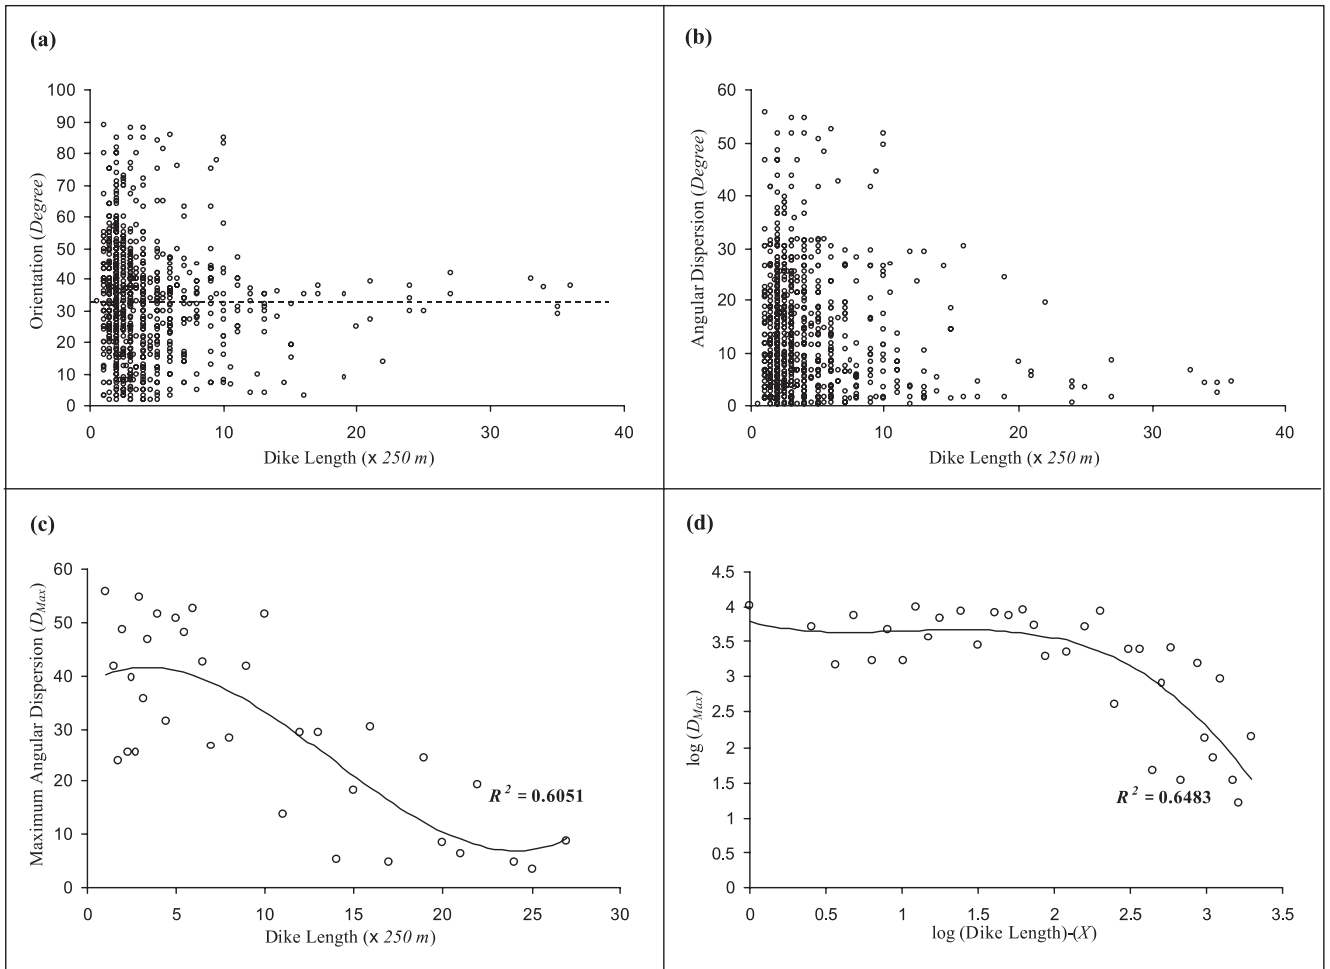 (a)
100
90
80
70
60
50
40
30
20
10
0
Orientation (Degree)
0 10 20 30 40
Dike Length (x 250 m)
(b)
60
50
40
30
20
10
0
Angular Dispersion (Degree)
0 10 20 30 40
Dike Length (x 250 m)
(c)
60
50
40
30
20
10
0
Maximum Angular Dispersion (D_Max)
R² = 0.6051
0 5 10 15 20 25 30
Dike Length (x 250 m)
(d)
4.5
4
3.5
3
2.5
2
1.5
1
0.5
0
log (D_Max)
R² = 0.6483
0 0.5 1 1.5 2 2.5 3 3.5
log (Dike Length)-(X)